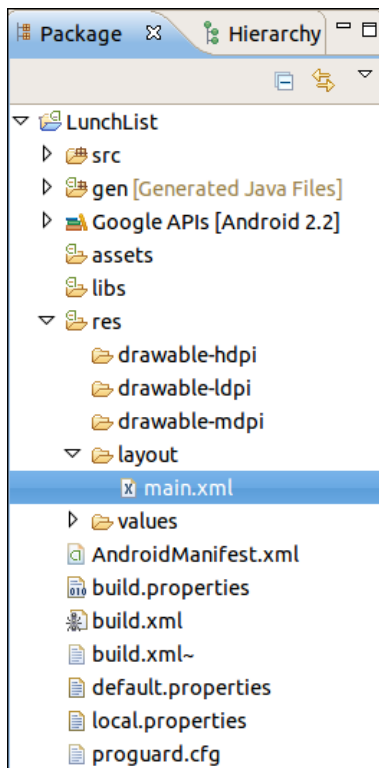 Package Hierarchy
LunchList
src
gen [Generated Java Files]
Google APIs [Android 2.2]
assets
libs
res
drawable-hdpi
drawable-ldpi
drawable-mdpi
layout
main.xml
values
AndroidManifest.xml
build.properties
build.xml
build.xml~
default.properties
local.properties
proguard.cfg